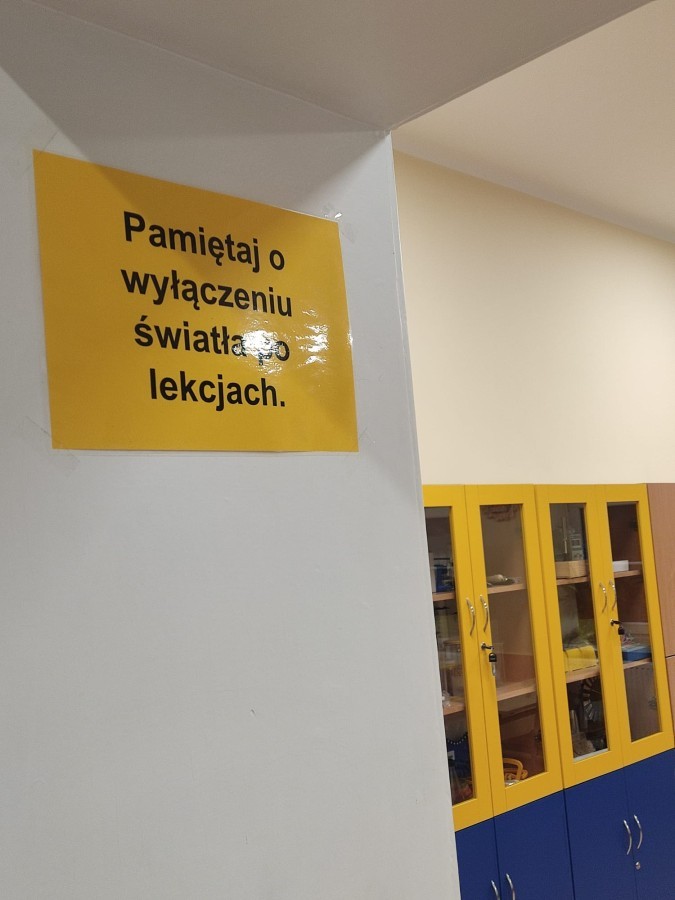 Pamiętaj o
wyłączeniu
światła po
lekcjach.